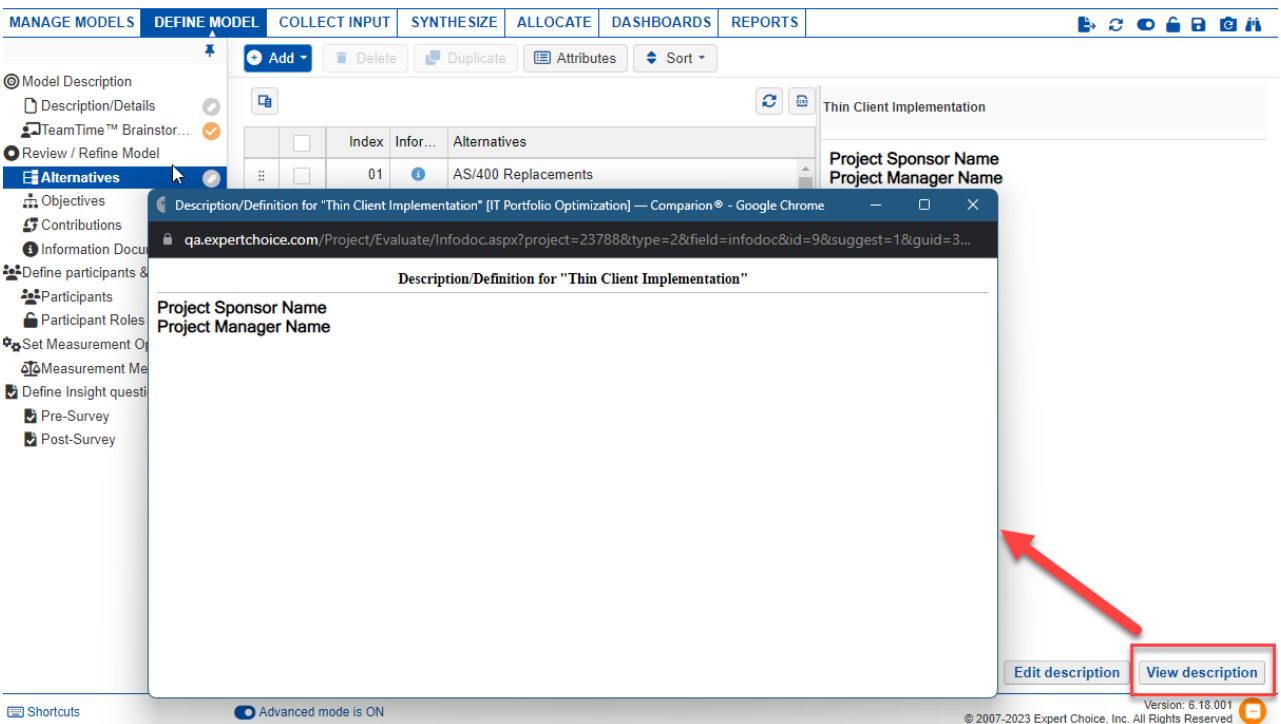 MANAGE MODELS DEFINE MODEL COLLECT INPUT SYNTHESIZE ALLOCATE DASHBOARDS REPORTS
Add Delete Duplicate Attributes Sort
Model Description
Description/Details
TeamTime™ Brainstor...
Review / Refine Model
Alternatives
Objectives
Contributions
Information Docu
Define participants &
Participants
Participant Roles
Set Measurement Op
Measurement Me
Define Insight questi
Pre-Survey
Post-Survey
Index Infor... Alternatives
01 AS/400 Replacements
Thin Client Implementation
Project Sponsor Name
Project Manager Name
Description/Definition for "Thin Client Implementation" [IT Portfolio Optimization] — Comparion® - Google Chrome
qa.expertchoice.com/Project/Evaluate/Infodoc.aspx?project=23788&type=2&field=infodoc&id=9&suggest=1&guid=3...
Description/Definition for "Thin Client Implementation"
Project Sponsor Name
Project Manager Name
Edit description View description
Shortcuts
Advanced mode is ON
Version: 6.18.001
© 2007-2023 Expert Choice, Inc. All Rights Reserved